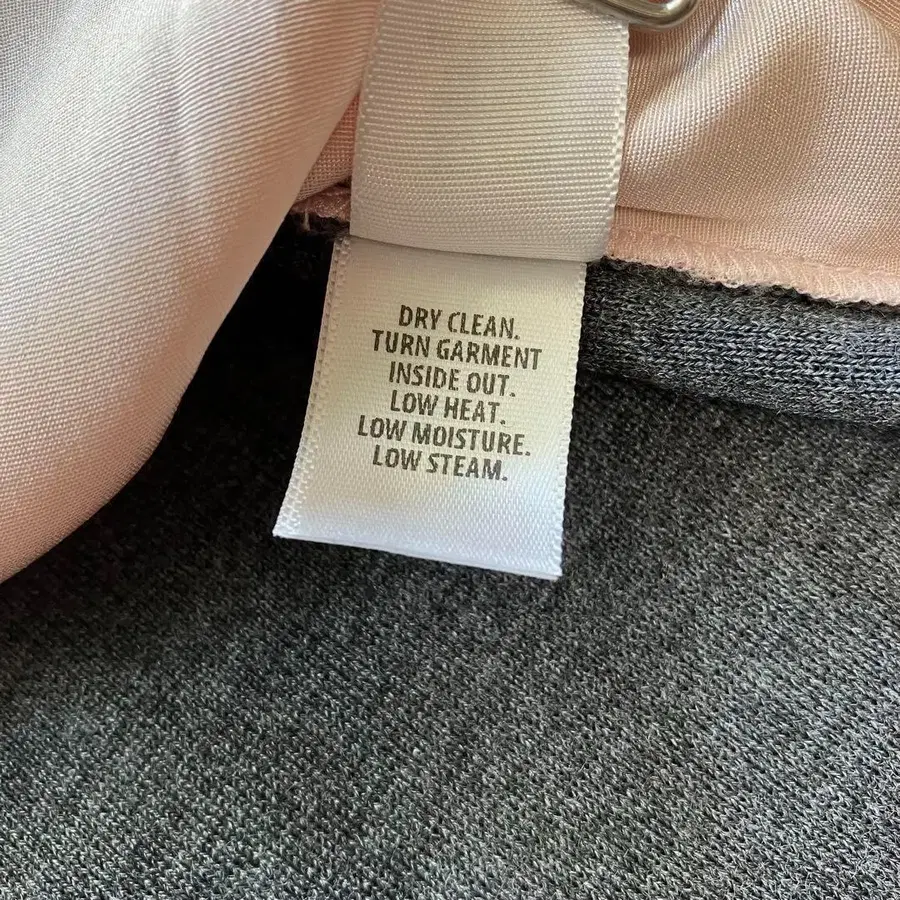 DRY CLEAN.
TURN GARMENT
INSIDE OUT.
LOW HEAT.
LOW MOISTURE.
LOW STEAM.